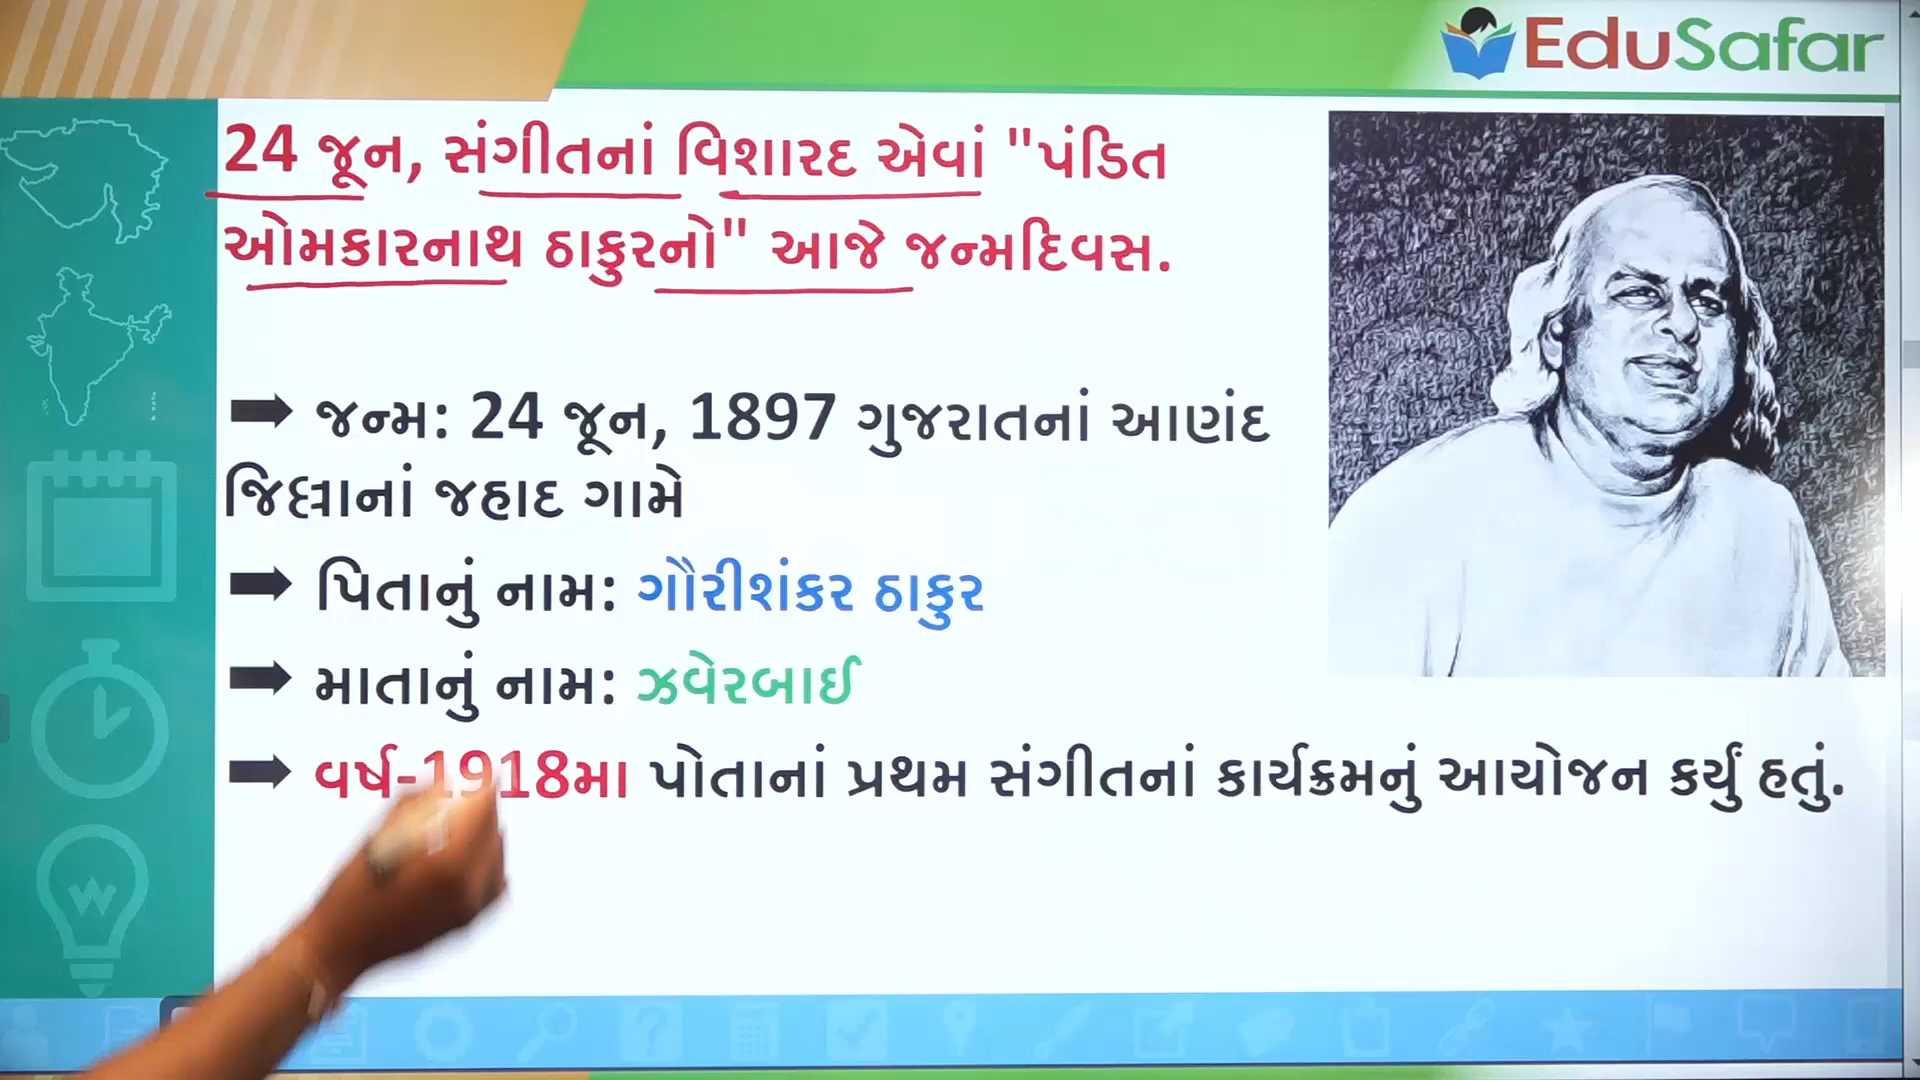 EduSafar
24 જૂન, સંગીતનાં વિશારદ એવાં "પંડિત
ઓમકારનાથ ઠાકુરનો" આજે જન્મદિવસ.
➡ જન્મ: 24 જૂન, 1897 ગુજરાતનાં આણંદ
જિલ્લાનાં જહાદ ગામે
➡ પિતાનું નામ: ગૌરીશંકર ઠાકુર
➡ માતાનું નામ: ઝવેરબાઈ
➡ વર્ષ-1918મા પોતાનાં પ્રથમ સંગીતનાં કાર્યક્રમનું આયોજન કર્યું હતું.